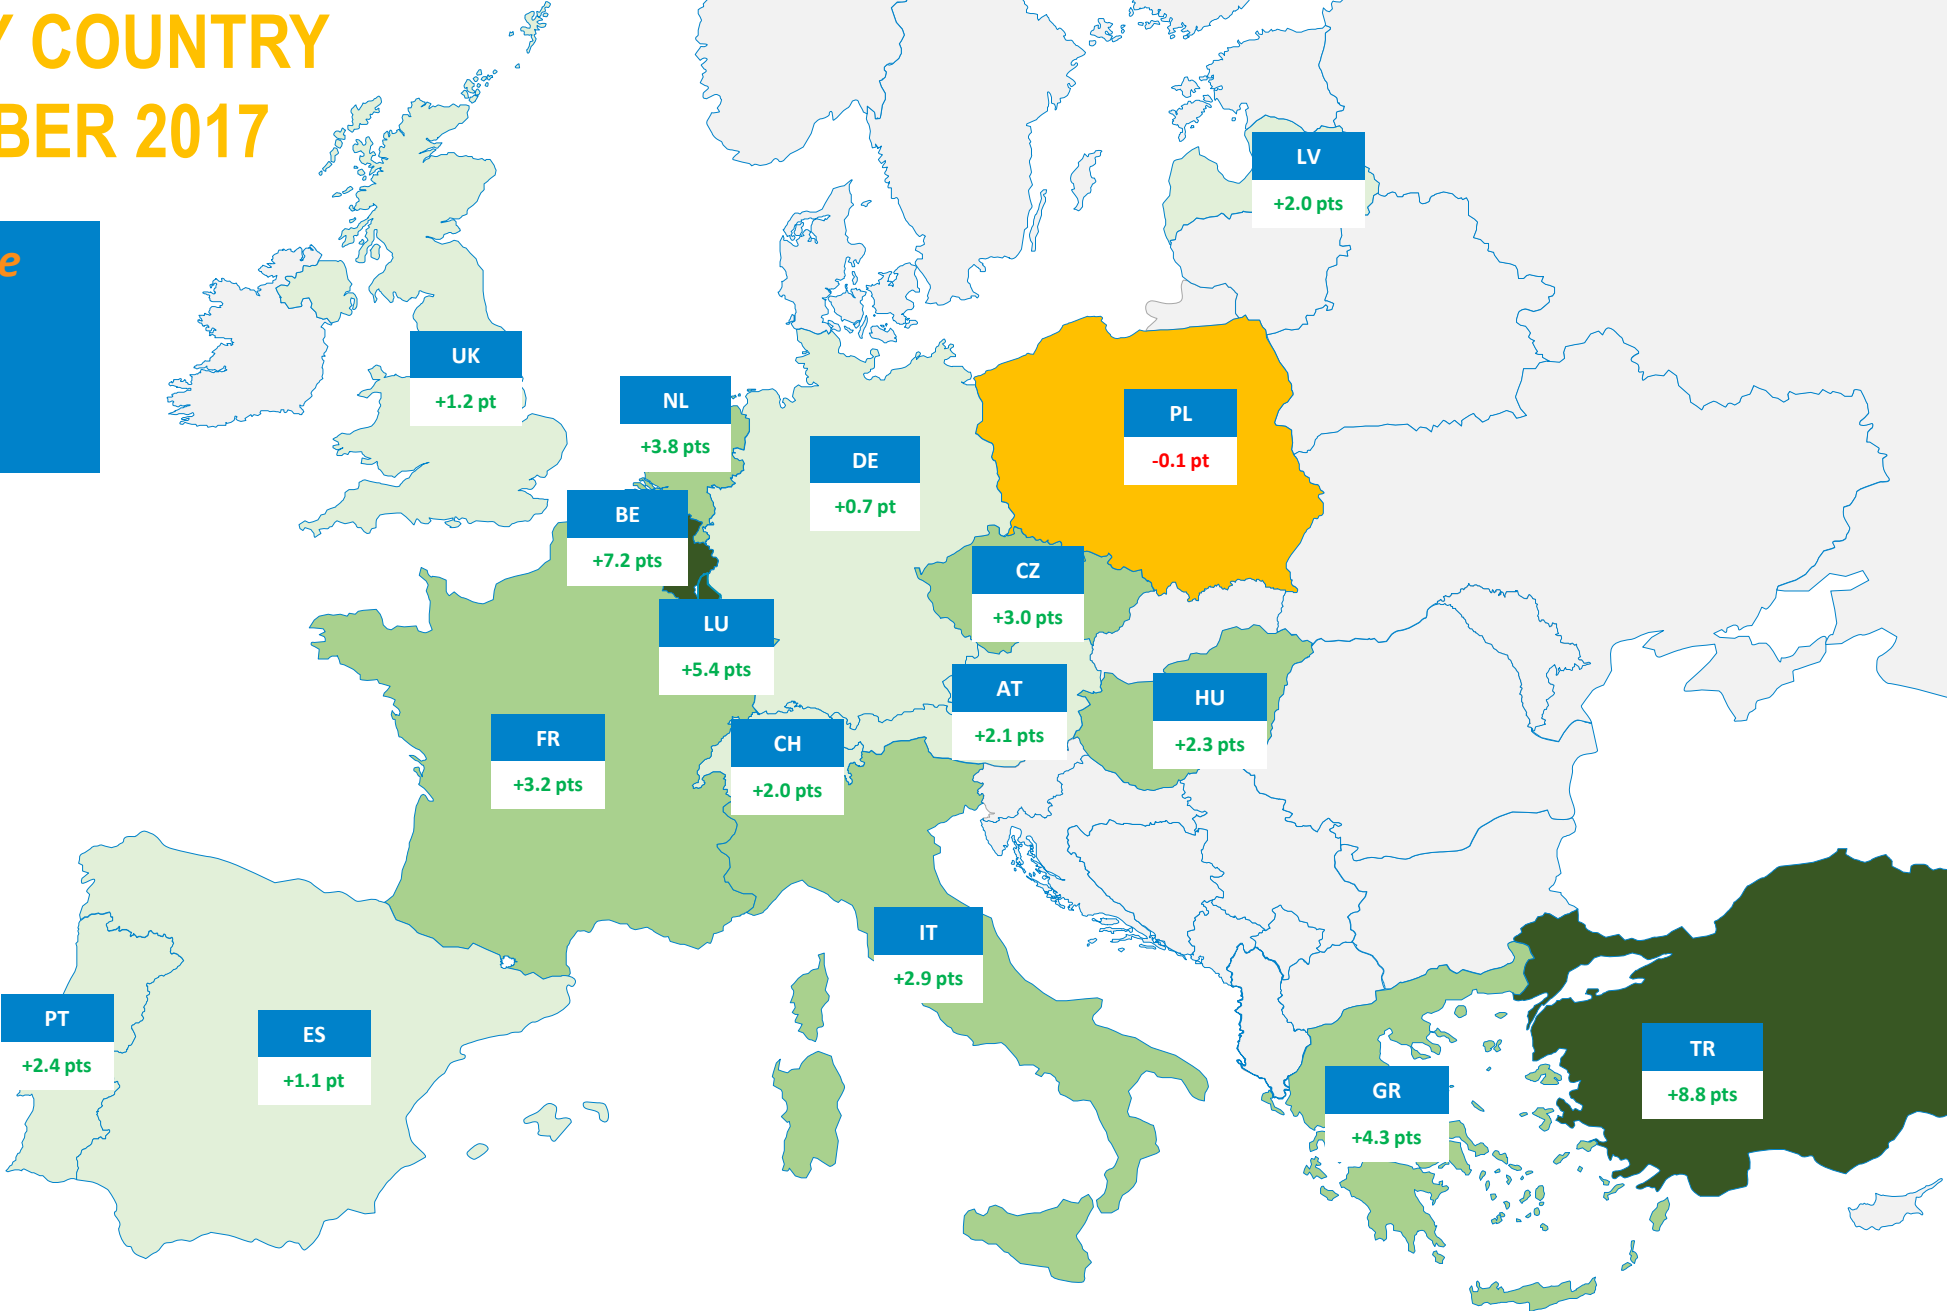 Y COUNTRY
BER 2017
e
LV
+2.0 pts
UK
+1.2 pt
NL
+3.8 pts
PL
-0.1 pt
DE
+0.7 pt
BE
+7.2 pts
CZ
+3.0 pts
LU
+5.4 pts
AT
+2.1 pts
HU
+2.3 pts
FR
+3.2 pts
CH
+2.0 pts
IT
+2.9 pts
PT
+2.4 pts
ES
+1.1 pt
TR
+8.8 pts
GR
+4.3 pts